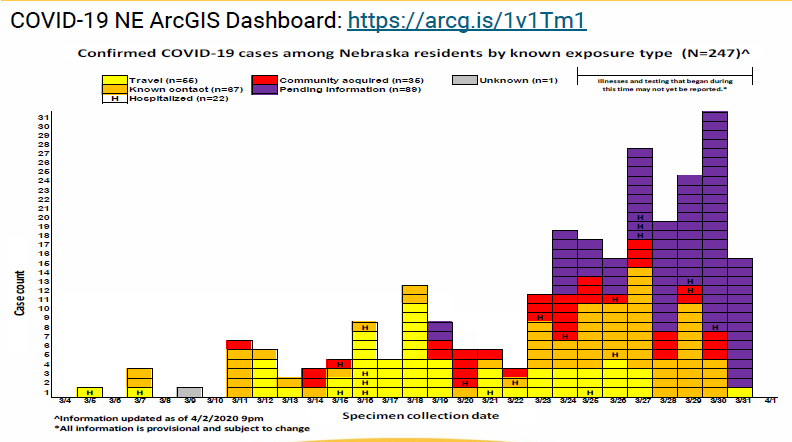 COVID-19 NE ArcGIS Dashboard: https://arcg.is/1v1Tm1
Confirmed COVID-19 cases among Nebraska residents by known exposure type (N=247)^
Travel (n=55)
Known contact (n=67)
H Hospitalized (n=22)
Community acquired (n=35)
Pending Information (n=89)
Unknown (n=1)
Illnesses and testing that began during
this time may not yet be reported.*
Case count
31
30
29
28
27
26
25
24
23
22
21
20 H
19 H
18 H
17
16
15
14
13 H
12 H
11 H
10
9 H
8 H H
7 H
6
5 H
4 H
3 H
2 H H H
1 H H H H H H
3/4 3/5 3/6 3/7 3/8 3/9 3/10 3/11 3/12 3/13 3/14 3/15 3/16 3/17 3/18 3/19 3/20 3/21 3/22 3/23 3/24 3/25 3/26 3/27 3/28 3/29 3/30 3/31 4/1
Specimen collection date
^Information updated as of 4/2/2020 9pm
*All information is provisional and subject to change